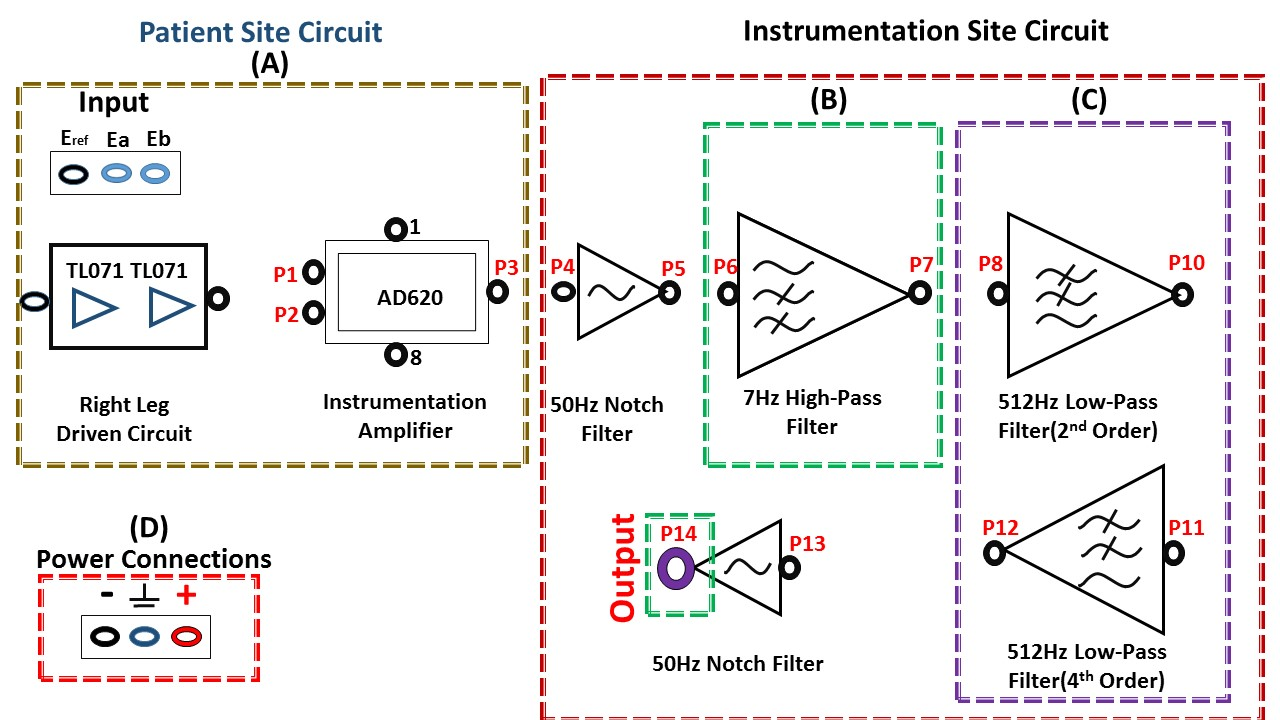 Patient Site Circuit
(A)
Instrumentation Site Circuit
Input
Eref Ea Eb
TL071 TL071
Right Leg
Driven Circuit
P1
P2
1
AD620
8
P3
Instrumentation
Amplifier
P4
P5
50Hz Notch
Filter
(B)
P6
P7
7Hz High-Pass
Filter
(C)
P8
P10
512Hz Low-Pass
Filter(2nd Order)
P12
P11
512Hz Low-Pass
Filter(4th Order)
Output
P14
P13
50Hz Notch Filter
(D)
Power Connections
- +